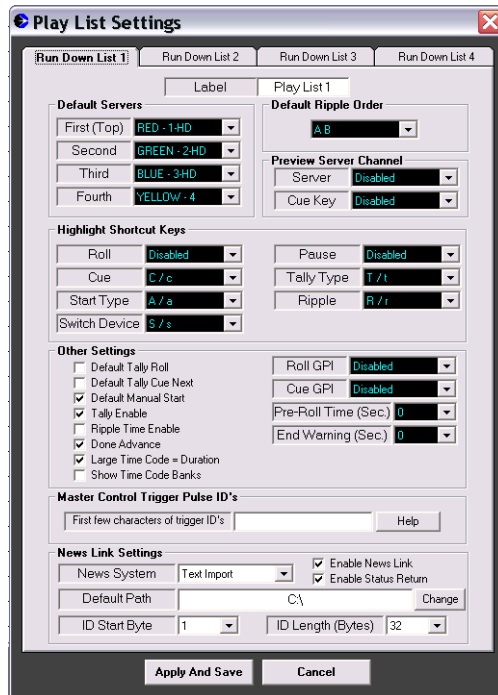 Play List Settings
Run Down List 1 Run Down List 2 Run Down List 3 Run Down List 4
Label Play List 1
Default Servers
First (Top) RED - 1-HD
Second GREEN - 2-HD
Third BLUE - 3-HD
Fourth YELLOW - 4
Default Ripple Order
A B
Preview Server Channel
Server Disabled
Cue Key Disabled
Highlight Shortcut Keys
Roll Disabled
Cue C / c
Start Type A / a
Switch Device S / s
Pause Disabled
Tally Type T / t
Ripple R / r
Other Settings
Default Tally Roll
Default Tally Cue Next
Default Manual Start
Tally Enable
Ripple Time Enable
Done Advance
Large Time Code = Duration
Show Time Code Banks
Roll GPI Disabled
Cue GPI Disabled
Pre-Roll Time (Sec.) 0
End Warning (Sec.) 0
Master Control Trigger Pulse ID's
First few characters of trigger ID's Help
News Link Settings
News System Text Import
Enable News Link
Enable Status Return
Default Path C:\ Change
ID Start Byte 1 ID Length (Bytes) 32
Apply And Save Cancel